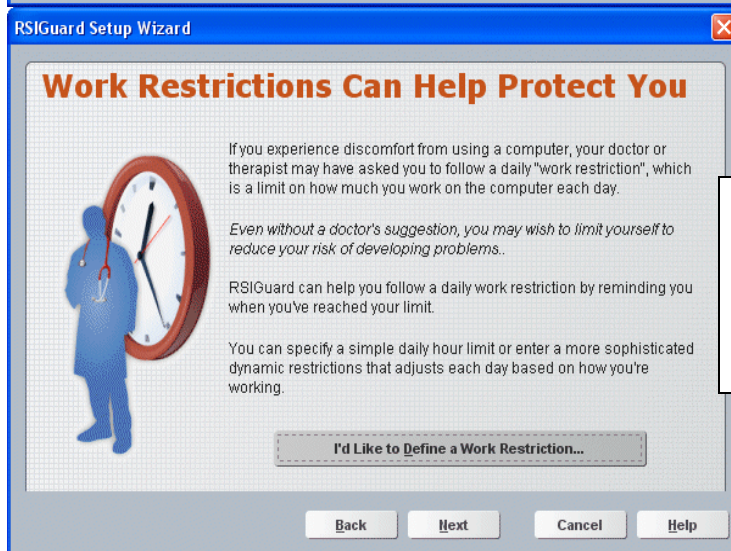 RSIGuard Setup Wizard
Work Restrictions Can Help Protect You
If you experience discomfort from using a computer, your doctor or
therapist may have asked you to follow a daily "work restriction", which
is a limit on how much you work on the computer each day.
Even without a doctor's suggestion, you may wish to limit yourself to
reduce your risk of developing problems..
RSIGuard can help you follow a daily work restriction by reminding you
when you've reached your limit.
You can specify a simple daily hour limit or enter a more sophisticated
dynamic restrictions that adjusts each day based on how you're
working.
I'd Like to Define a Work Restriction...
Back Next Cancel Help